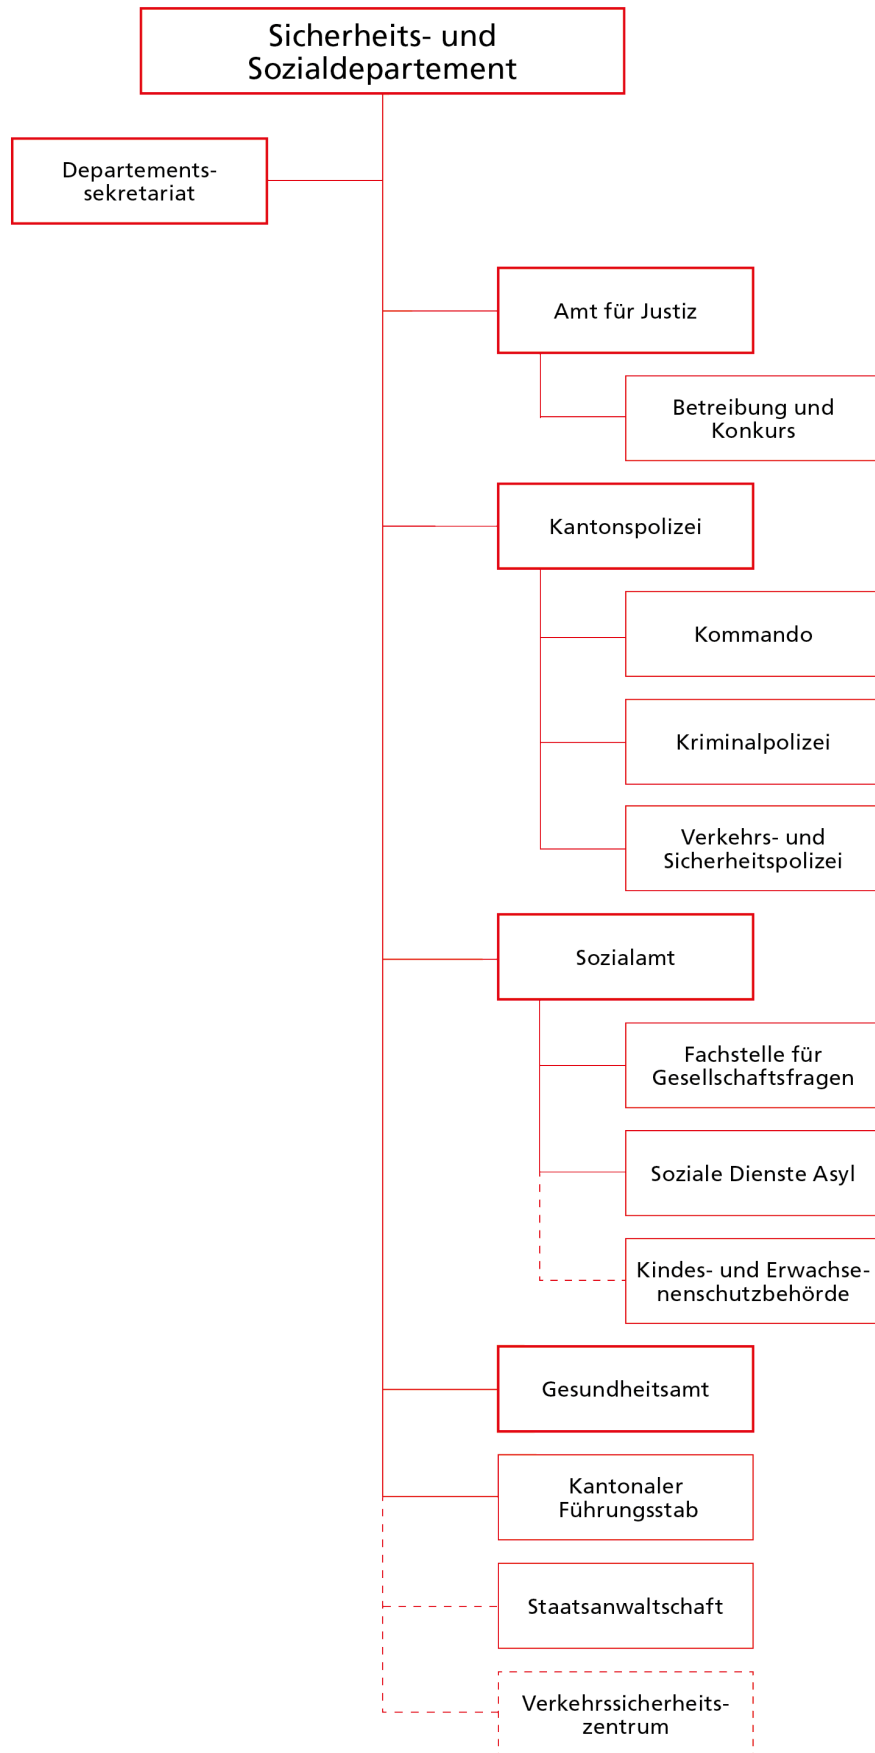 Sicherheits- und
Sozialdepartement
Departements-
sekretariat
Amt für Justiz
Betreibung und
Konkurs
Kantonspolizei
Kommando
Kriminalpolizei
Verkehrs- und
Sicherheitspolizei
Sozialamt
Fachstelle für
Gesellschaftsfragen
Soziale Dienste Asyl
Kindes- und Erwachse-
nenschutzbehörde
Gesundheitsamt
Kantonaler
Führungsstab
Staatsanwaltschaft
Verkehrssicherheits-
zentrum